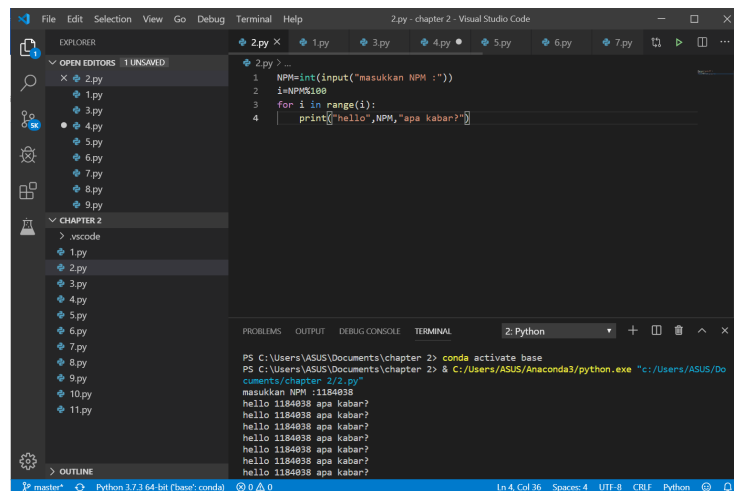 File Edit Selection View Go Debug Terminal Help 2.py - chapter 2 - Visual Studio Code
EXPLORER
OPEN EDITORS 1 UNSAVED
2.py
1.py
3.py
4.py
5.py
6.py
7.py
8.py
9.py
CHAPTER 2
.vscode
1.py
2.py
3.py
4.py
5.py
6.py
7.py
8.py
9.py
10.py
11.py
OUTLINE
1
5K
2.py 1.py 3.py 4.py 5.py 6.py 7.py
2.py > ...
1 NPM=int(input("masukkan NPM :"))
2 i=NPM%100
3 for i in range(i):
4 print("hello",NPM,"apa kabar?")
PROBLEMS OUTPUT DEBUG CONSOLE TERMINAL 2: Python
PS C:\Users\ASUS\Documents\chapter 2> conda activate base
PS C:\Users\ASUS\Documents\chapter 2> & C:/Users/ASUS/Anaconda3/python.exe "c:/Users/ASUS/Do
cuments/chapter 2/2.py"
masukkan NPM :1184038
hello 1184038 apa kabar?
hello 1184038 apa kabar?
hello 1184038 apa kabar?
hello 1184038 apa kabar?
hello 1184038 apa kabar?
hello 1184038 apa kabar?
hello 1184038 apa kabar?
master* Python 3.7.3 64-bit ('base': conda) 0 0 Ln 4, Col 36 Spaces: 4 UTF-8 CRLF Python